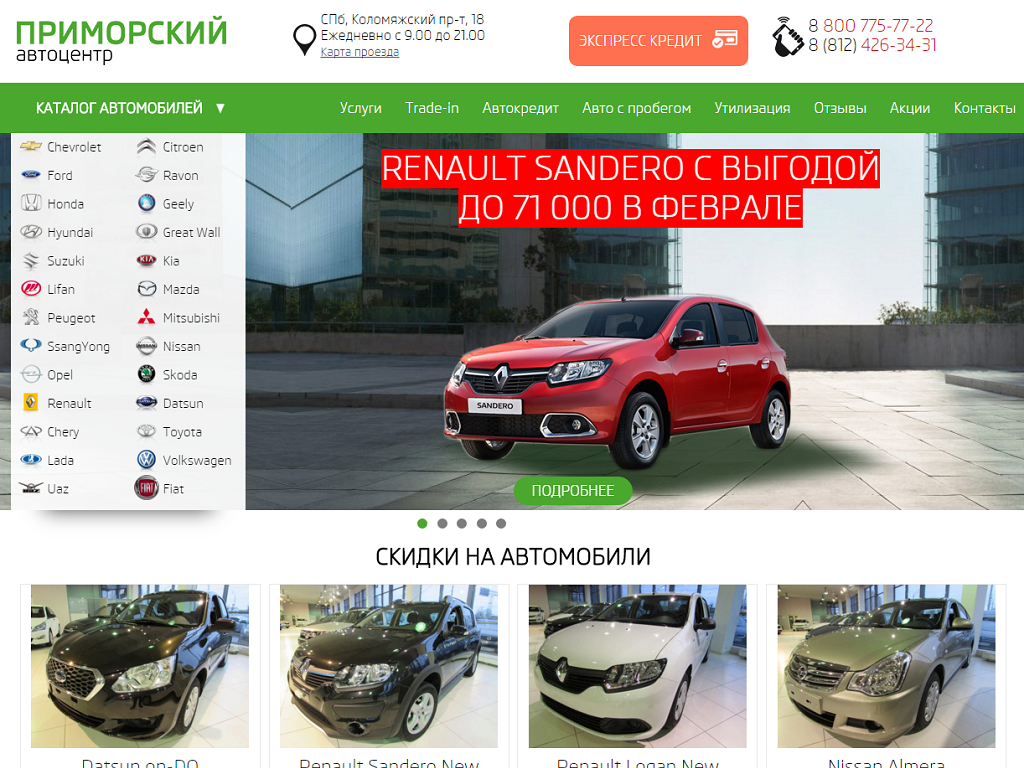 ПРИМОРСКИЙ
автоцентр
СПб, Коломяжский пр-т, 18
Ежедневно с 9.00 до 21.00
Карта проезда
ЭКСПРЕСС КРЕДИТ
8 800 775-77-22
8 (812) 426-34-31
КАТАЛОГ АВТОМОБИЛЕЙ ▼
Услуги Trade-In Автокредит Авто с пробегом Утилизация Отзывы Акции Контакты
Chevrolet Citroen
Ford Ravon
Honda Geely
Hyundai Great Wall
Suzuki Kia
Lifan Mazda
Peugeot Mitsubishi
SsangYong Nissan
Opel Skoda
Renault Datsun
Chery Toyota
Lada Volkswagen
Uaz Fiat
RENAULT SANDERO С ВЫГОДОЙ
ДО 71 000 В ФЕВРАЛЕ
SANDERO
ПОДРОБНЕЕ
СКИДКИ НА АВТОМОБИЛИ
Datsun on-DO
Renault Sandero New
Renault Logan New
Nissan Almera